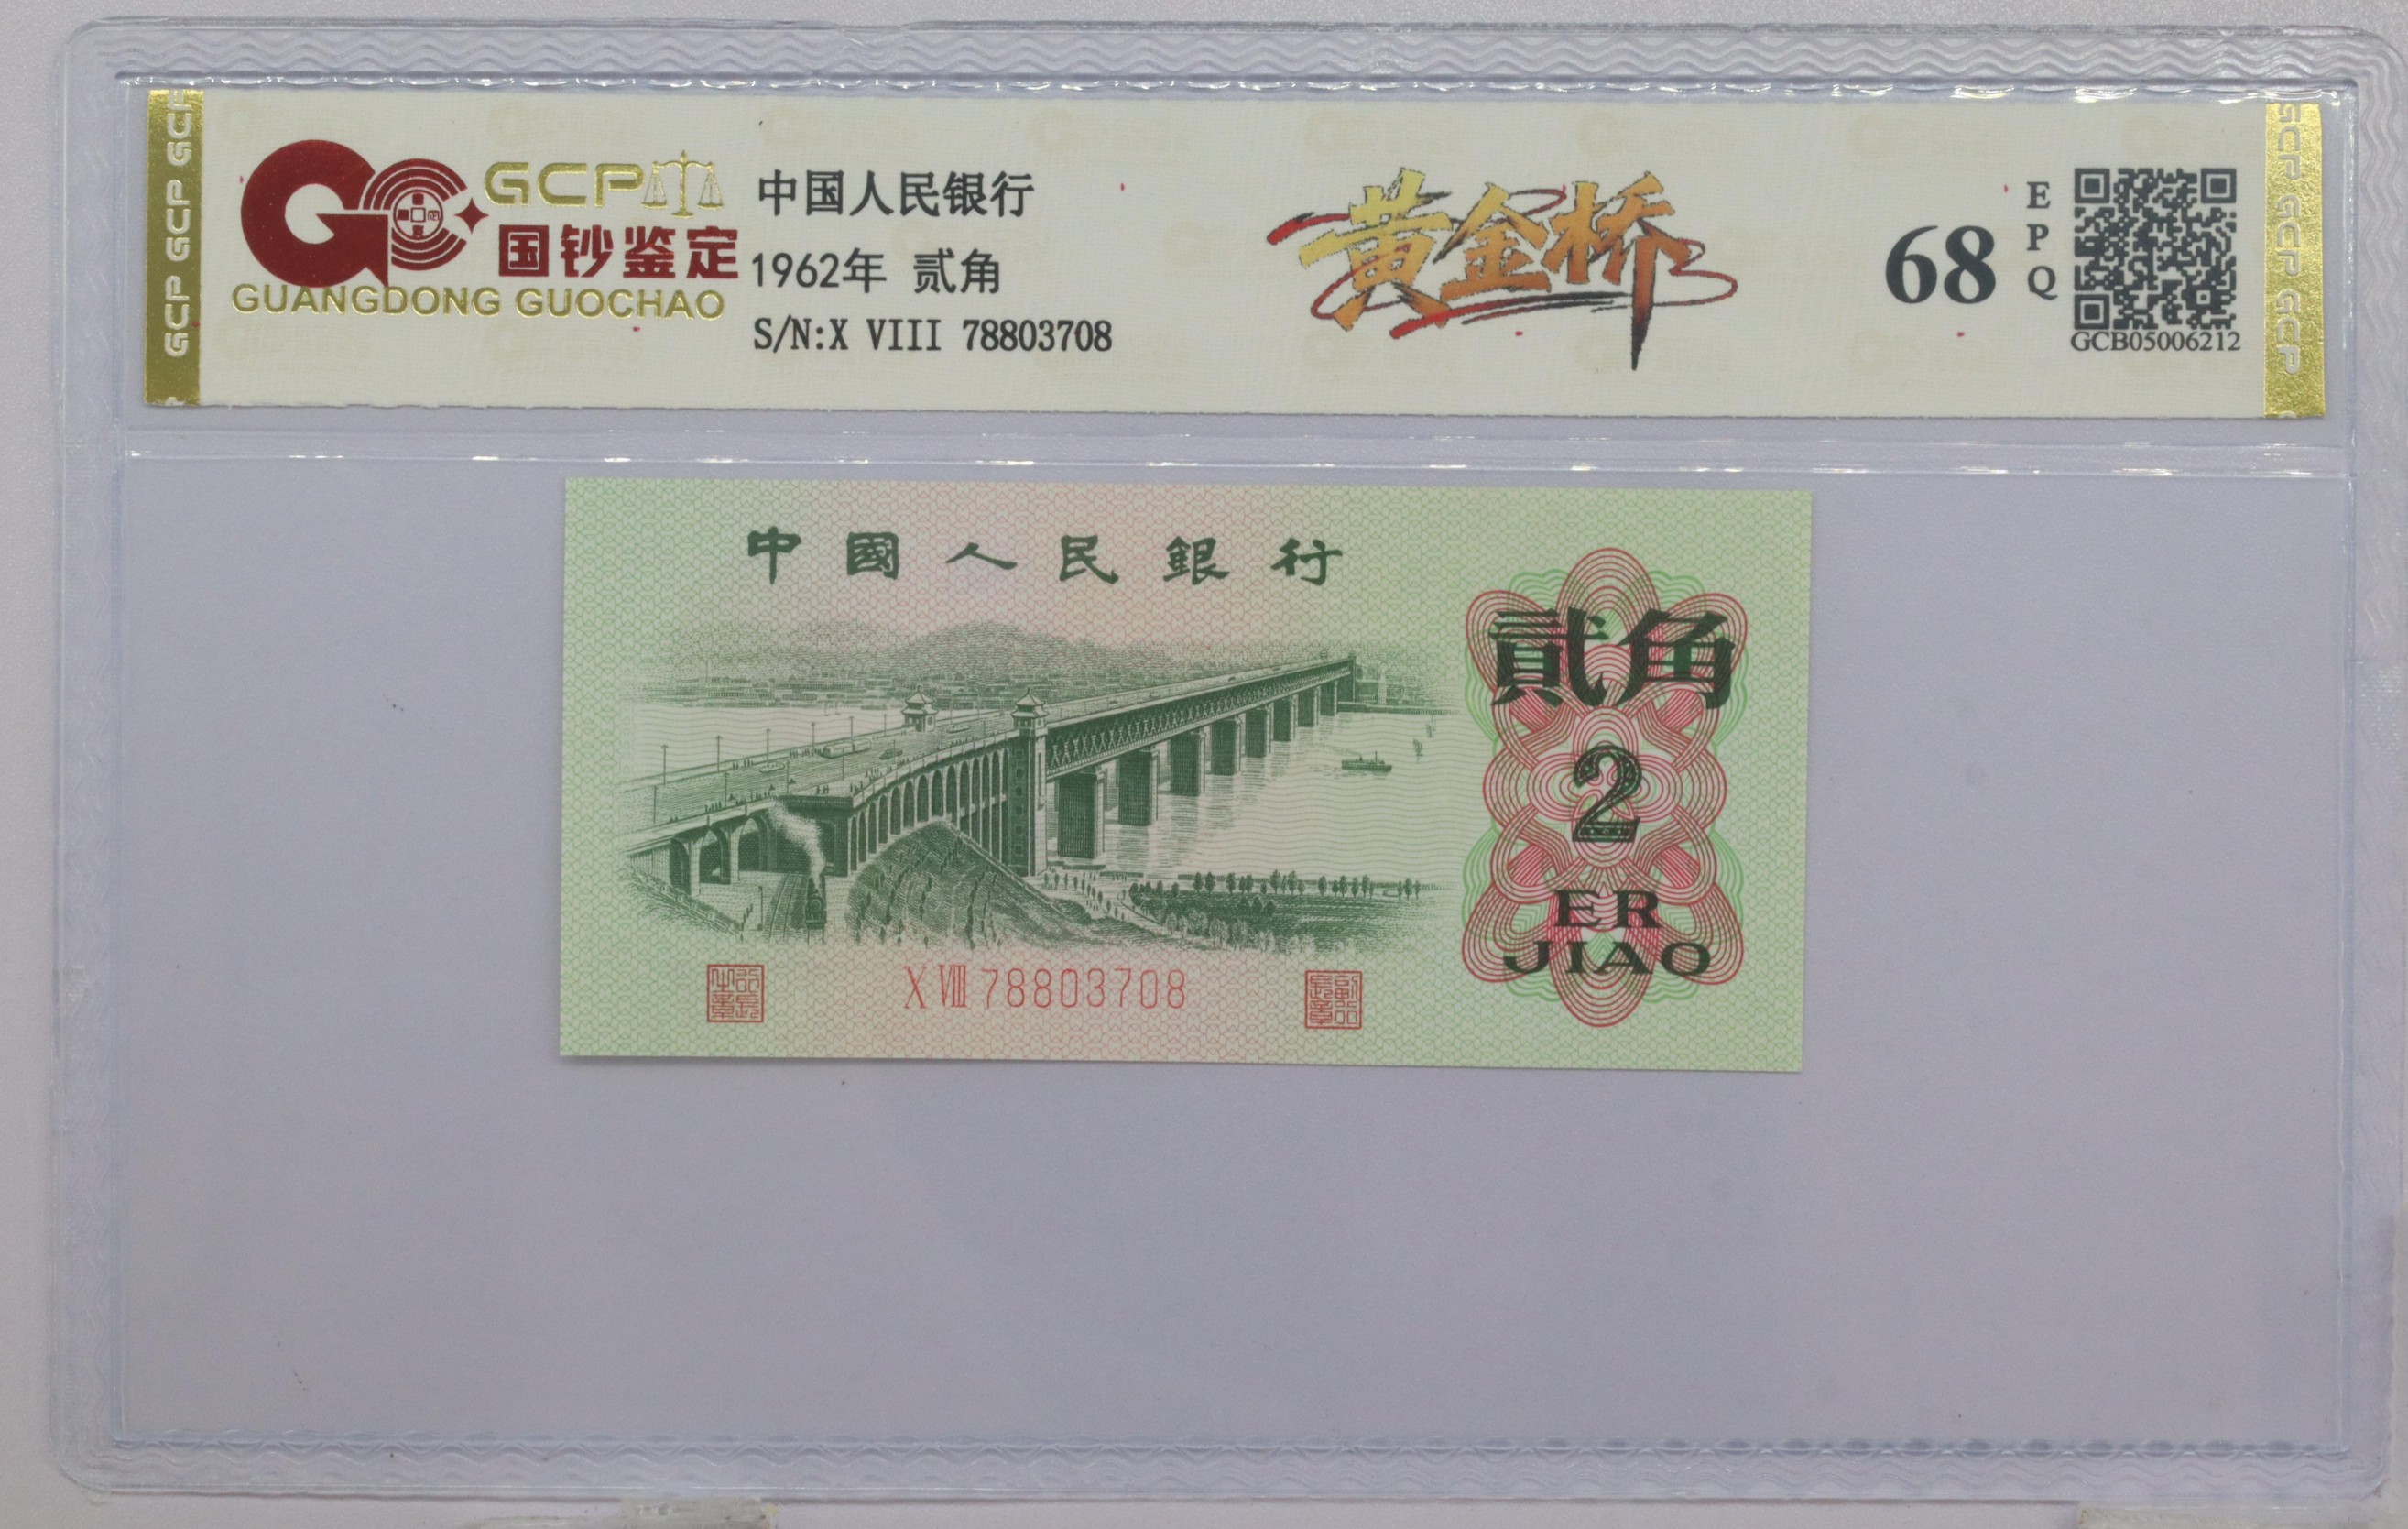 GCP GCP GCP
GCP
国钞鉴定
GUANGDONG GUOCHAO
中国人民银行
1962年 贰角
S/N:X VIII 78803708
黄金桥
68
EPQ
GCB05006212
GCP GCP GCP
中國人民銀行
貳角
2
ER
JIAO
X VIII 78803708